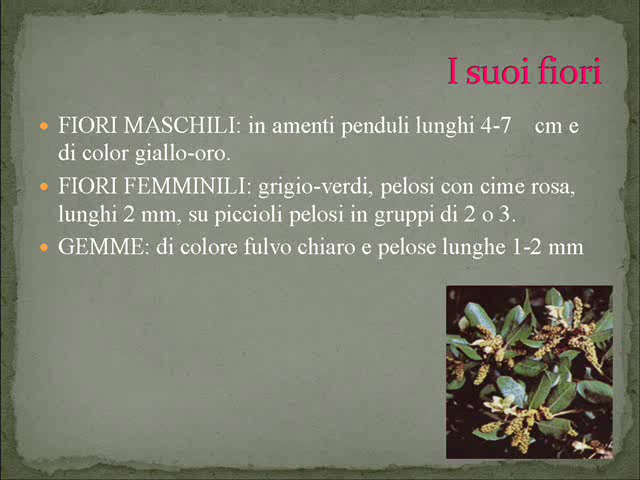 I suoi fiori
• FIORI MASCHILI: in amenti penduli lunghi 4-7 cm e
di color giallo-oro.
• FIORI FEMMINILI: grigio-verdi, pelosi con cime rosa,
lunghi 2 mm, su piccioli pelosi in gruppi di 2 o 3.
• GEMME: di colore fulvo chiaro e pelose lunghe 1-2 mm